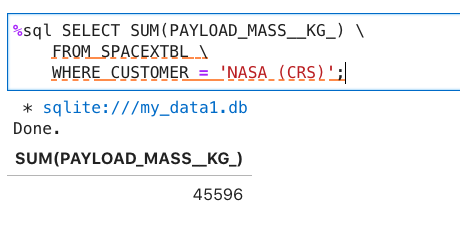 %sql SELECT SUM(PAYLOAD_MASS__KG_) \
FROM SPACEXTBL \
WHERE CUSTOMER = 'NASA (CRS)';
* sqlite:///my_data1.db
Done.
SUM(PAYLOAD_MASS__KG_)
45596